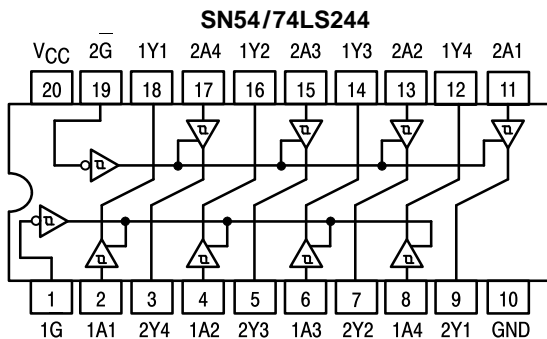 SN54/74LS244
VCC 2G̅ 1Y1 2A4 1Y2 2A3 1Y3 2A2 1Y4 2A1
20 19 18 17 16 15 14 13 12 11
1 2 3 4 5 6 7 8 9 10
1G 1A1 2Y4 1A2 2Y3 1A3 2Y2 1A4 2Y1 GND